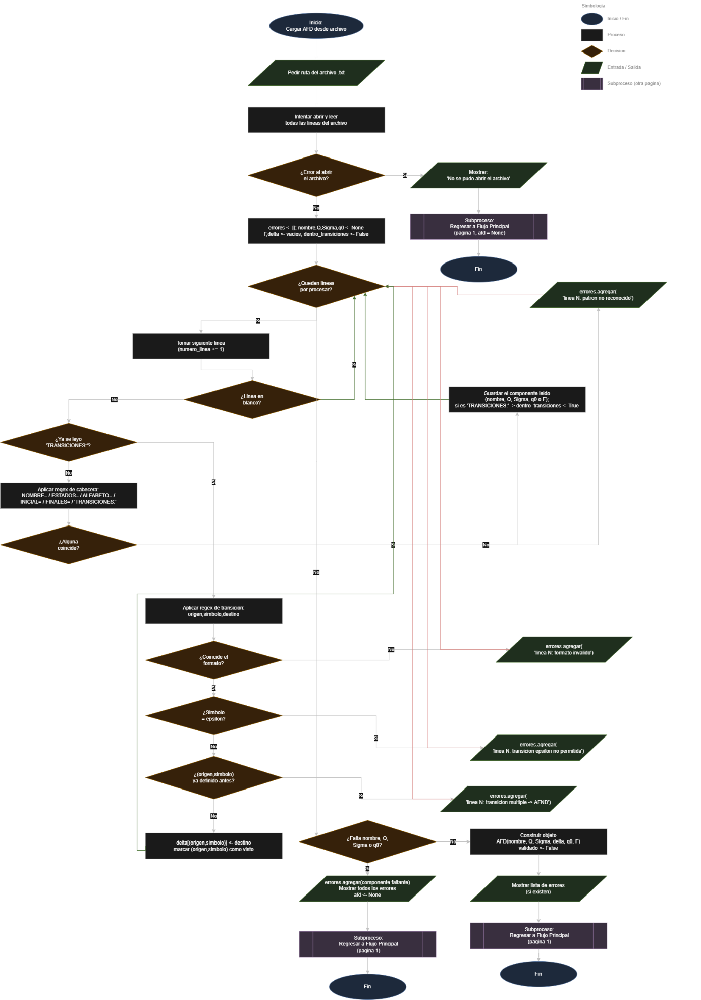 Simbologia
Inicio / Fin
Proceso
Decision
Entrada / Salida
Subproceso (otra pagina)
Inicio:
Cargar AFD desde archivo
Pedir ruta del archivo .txt
Intentar abrir y leer
todas las lineas del archivo
¿Error al abrir
el archivo?
Sí
Mostrar:
'No se pudo abrir el archivo'
No
Subproceso:
Regresar a Flujo Principal
(pagina 1, afd = None)
errores <- []; nombre,Q,Sigma,q0 <- None
F,delta <- vacios; dentro_transiciones <- False
Fin
¿Quedan lineas
por procesar?
errores.agregar(
'linea N: patron no reconocido')
Sí
Tomar siguiente linea
(numero_linea += 1)
Sí
¿Linea en
blanco?
No
Guardar el componente leido
(nombre, Q, Sigma, q0 o F);
si es 'TRANSICIONES:' -> dentro_transiciones <- True
¿Ya se leyo
'TRANSICIONES:'?
No
Sí
Aplicar regex de cabecera:
NOMBRE= / ESTADOS= / ALFABETO= /
INICIAL= / FINALES= / 'TRANSICIONES:'
¿Alguna
coincide?
Sí
No
No
Aplicar regex de transicion:
origen,simbolo,destino
¿Coincide el
formato?
No
errores.agregar(
'linea N: formato invalido')
Sí
¿Simbolo
= epsilon?
Sí
errores.agregar(
'linea N: transicion epsilon no permitida')
No
¿(origen,simbolo)
ya definido antes?
Sí
errores.agregar(
'linea N: transicion multiple -> AFND')
No
delta[(origen,simbolo)] <- destino
marcar (origen,simbolo) como visto
¿Falta nombre, Q,
Sigma o q0?
No
Construir objeto
AFD(nombre, Q, Sigma, delta, q0, F)
validado <- False
Sí
errores.agregar(componente faltante)
Mostrar todos los errores
afd <- None
Mostrar lista de errores
(si existen)
Subproceso:
Regresar a Flujo Principal
(pagina 1)
Subproceso:
Regresar a Flujo Principal
(pagina 1)
Fin
Fin